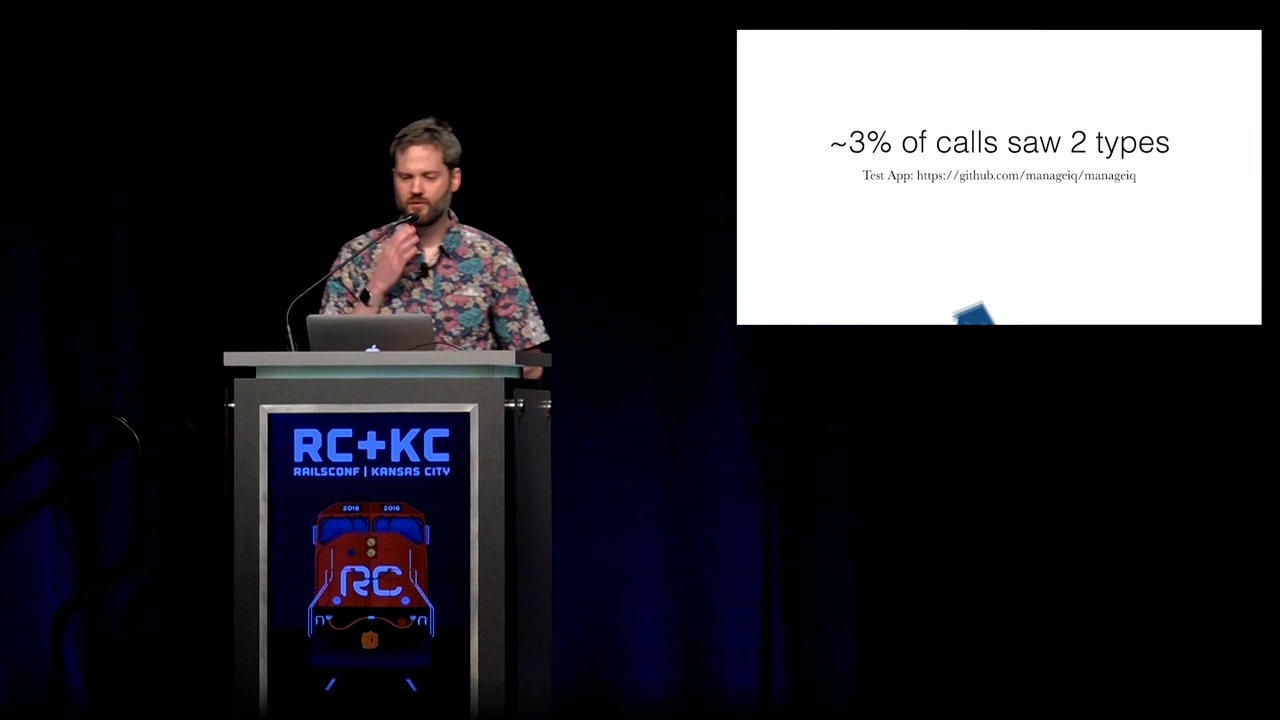 ~3% of calls saw 2 types
Test App: https://github.com/manageiq/manageiq
RC+KC
RAILSCONF | KANSAS CITY
2016 2016
RC